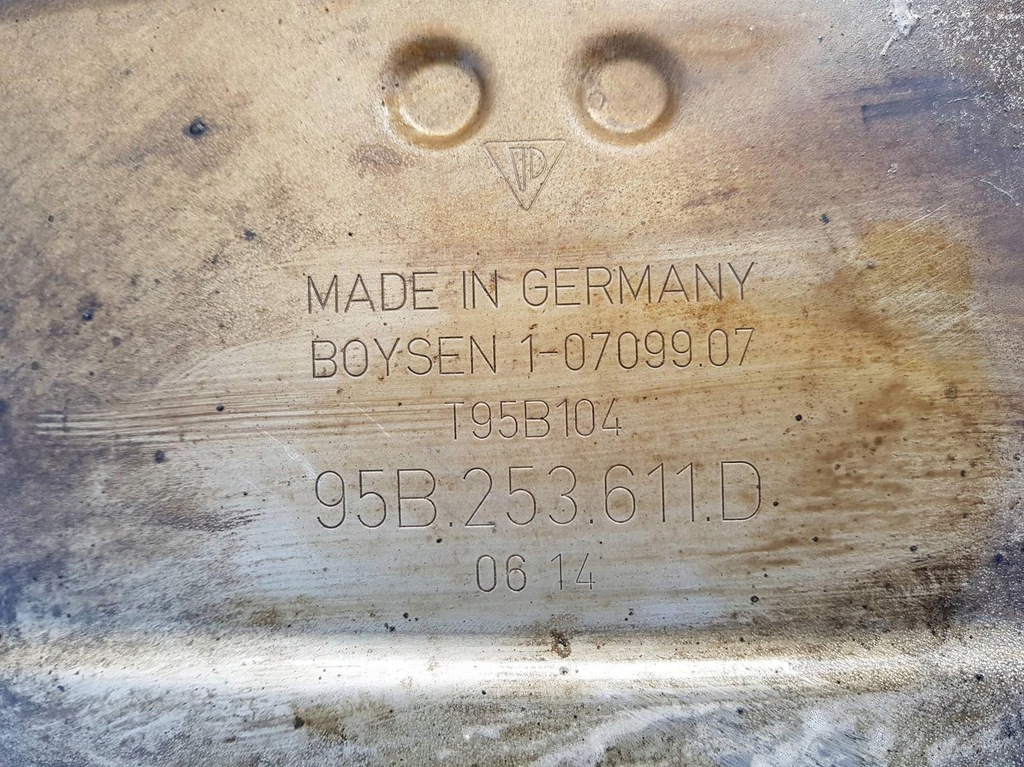 MADE IN GERMANY
BOYSEN 1-07099.07
T95B104
95B.253.611.D
06 14